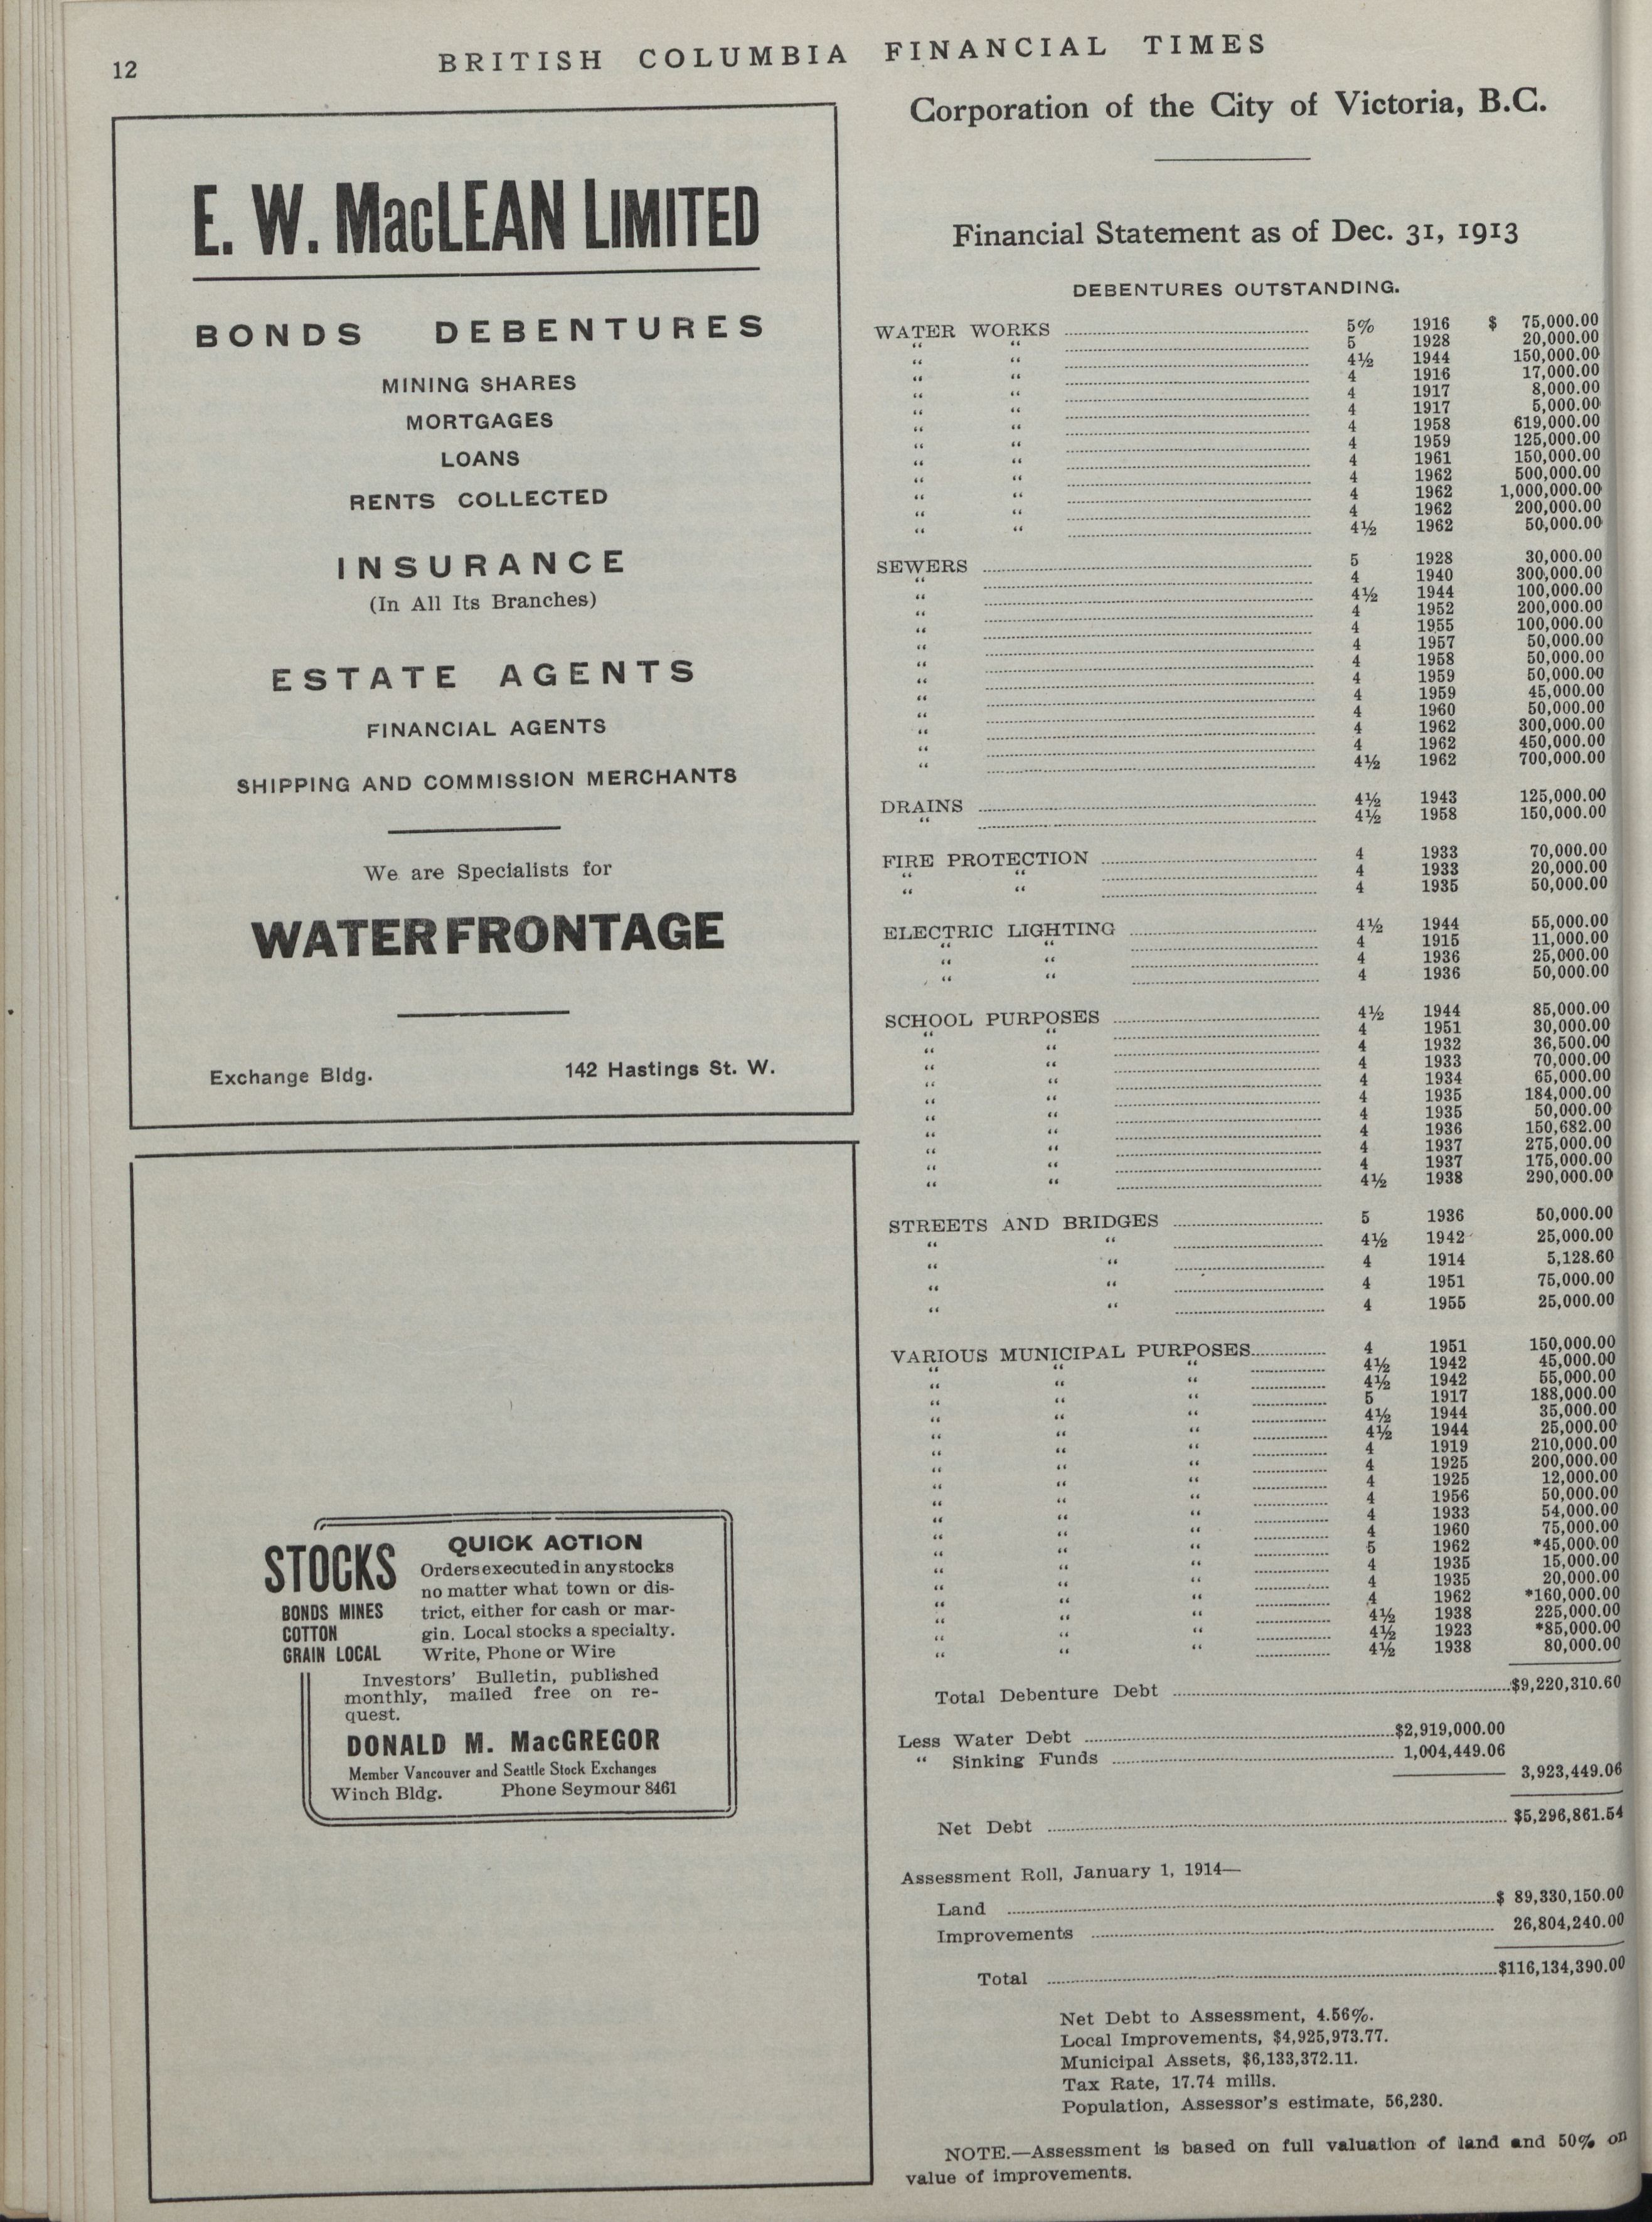 12
BRITISH COLUMBIA FINANCIAL TIMES
E. W. MacLEAN LIMITED
BONDS DEBENTURES
MINING SHARES
MORTGAGES
LOANS
RENTS COLLECTED
INSURANCE
(In All Its Branches)
ESTATE AGENTS
FINANCIAL AGENTS
SHIPPING AND COMMISSION MERCHANTS
We are Specialists for
WATER FRONTAGE
Exchange Bldg. 142 Hastings St. W.
STOCKS
BONDS MINES
COTTON
GRAIN LOCAL
QUICK ACTION
Orders executed in any stocks
no matter what town or dis-
trict, either for cash or mar-
gin. Local stocks a specialty.
Write, Phone or Wire
Investors' Bulletin, published
monthly, mailed free on re-
quest.
DONALD M. MacGREGOR
Member Vancouver and Seattle Stock Exchanges
Winch Bldg. Phone Seymour 8461
Corporation of the City of Victoria, B.C.
Financial Statement as of Dec. 31, 1913
DEBENTURES OUTSTANDING.
WATER WORKS 5% 1916 $ 75,000.00
" " 5 1928 20,000.00
" " 4½ 1944 150,000.00
" " 4 1916 17,000.00
" " 4 1917 8,000.00
" " 4 1917 5,000.00
" " 4 1958 619,000.00
" " 4 1959 125,000.00
" " 4 1961 150,000.00
" " 4 1962 500,000.00
" " 4 1962 1,000,000.00
" " 4 1962 200,000.00
" " 4½ 1962 50,000.00
SEWERS 5 1928 30,000.00
" 4 1940 300,000.00
" 4½ 1944 100,000.00
" 4 1952 200,000.00
" 4 1955 100,000.00
" 4 1957 50,000.00
" 4 1958 50,000.00
" 4 1959 50,000.00
" 4 1959 45,000.00
" 4 1960 50,000.00
" 4 1962 300,000.00
" 4 1962 450,000.00
" 4½ 1962 700,000.00
DRAINS 4½ 1943 125,000.00
" 4½ 1958 150,000.00
FIRE PROTECTION 4 1933 70,000.00
" " 4 1933 20,000.00
" " 4 1935 50,000.00
ELECTRIC LIGHTING 4½ 1944 55,000.00
" " 4 1915 11,000.00
" " 4 1936 25,000.00
" " 4 1936 50,000.00
SCHOOL PURPOSES 4½ 1944 85,000.00
" " 4 1951 30,000.00
" " 4 1932 36,500.00
" " 4 1933 70,000.00
" " 4 1934 65,000.00
" " 4 1935 184,000.00
" " 4 1935 50,000.00
" " 4 1936 150,682.00
" " 4 1937 275,000.00
" " 4 1937 175,000.00
" " 4½ 1938 290,000.00
STREETS AND BRIDGES 5 1936 50,000.00
" " 4½ 1942 25,000.00
" " 4 1914 5,128.60
" " 4 1951 75,000.00
" " 4 1955 25,000.00
VARIOUS MUNICIPAL PURPOSES 4 1951 150,000.00
" " " 4½ 1942 45,000.00
" " " 4½ 1942 55,000.00
" " " 5 1917 188,000.00
" " " 4½ 1944 35,000.00
" " " 4½ 1944 25,000.00
" " " 4 1919 210,000.00
" " " 4 1925 200,000.00
" " " 4 1925 12,000.00
" " " 4 1956 50,000.00
" " " 4 1933 54,000.00
" " " 4 1960 75,000.00
" " " 5 1962 *45,000.00
" " " 4 1935 15,000.00
" " " 4 1935 20,000.00
" " " 4 1962 *160,000.00
" " " 4½ 1938 225,000.00
" " " 4½ 1923 *85,000.00
" " " 4½ 1938 80,000.00
Total Debenture Debt $9,220,310.60
Less Water Debt $2,919,000.00
" Sinking Funds 1,004,449.06
3,923,449.06
Net Debt $5,296,861.54
Assessment Roll, January 1, 1914—
Land $ 89,330,150.00
Improvements 26,804,240.00
Total $116,134,390.00
Net Debt to Assessment, 4.56%.
Local Improvements, $4,925,973.77.
Municipal Assets, $6,133,372.11.
Tax Rate, 17.74 mills.
Population, Assessor's estimate, 56,230.
NOTE.—Assessment is based on full valuation of land and 50% on
value of improvements.